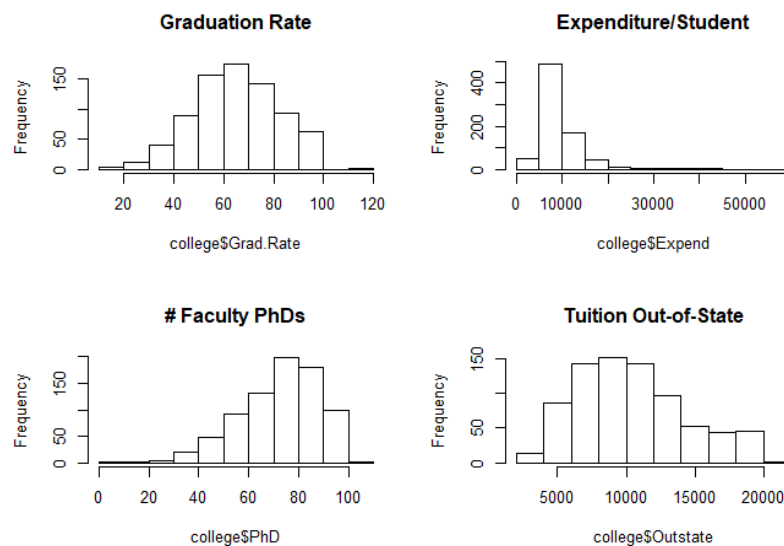 Graduation Rate
Frequency
0
50
150
20 40 60 80 100 120
college$Grad.Rate
Expenditure/Student
Frequency
0
200
400
0 10000 30000 50000
college$Expend
# Faculty PhDs
Frequency
0
50
150
0 20 40 60 80 100
college$PhD
Tuition Out-of-State
Frequency
0
50
150
5000 10000 15000 20000
college$Outstate